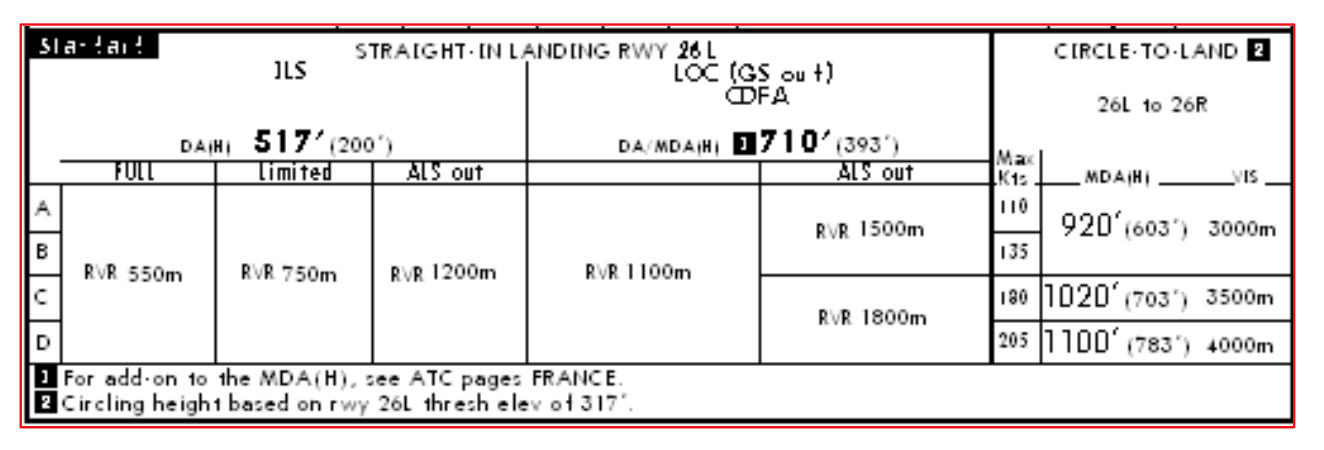 Standard
STRAIGHT-IN LANDING RWY 26L
CIRCLE-TO-LAND 2
ILS
LOC (GS out)
CDFA
26L to 26R
DA(H) 517´(200´)
DA/MDA(H) 1 710´(393´)
Max
Kts
MDA(H) VIS
FULL Limited ALS out ALS out
A
B
C
D
RVR 550m RVR 750m RVR 1200m RVR 1100m
RVR 1500m
RVR 1800m
110
135
920´(603´) 3000m
180 1020´(703´) 3500m
205 1100´(783´) 4000m
1 For add-on to the MDA(H), see ATC pages FRANCE.
2 Circling height based on rwy 26L thresh elev of 317´.